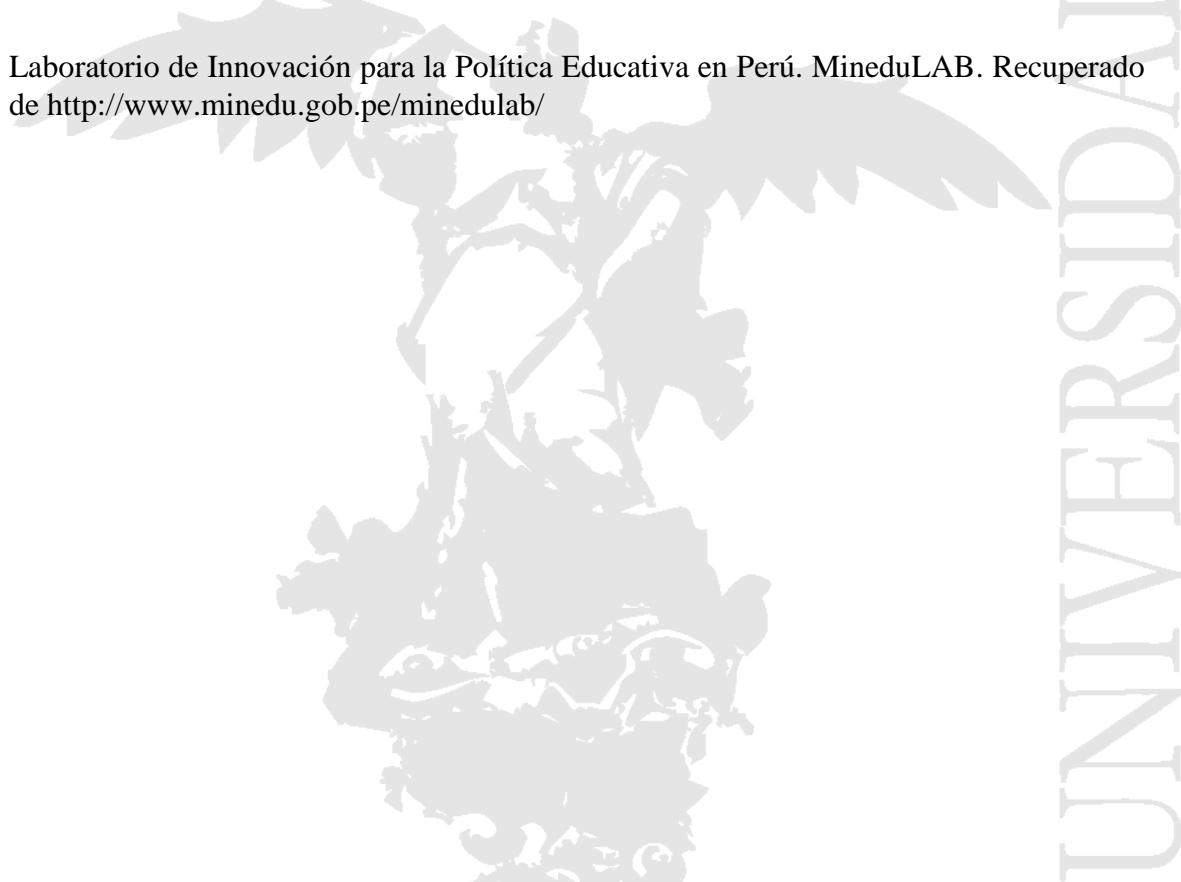 Laboratorio de Innovación para la Política Educativa en Perú. MineduLAB. Recuperado
de http://www.minedu.gob.pe/minedulab/
UNIVERSIDAD